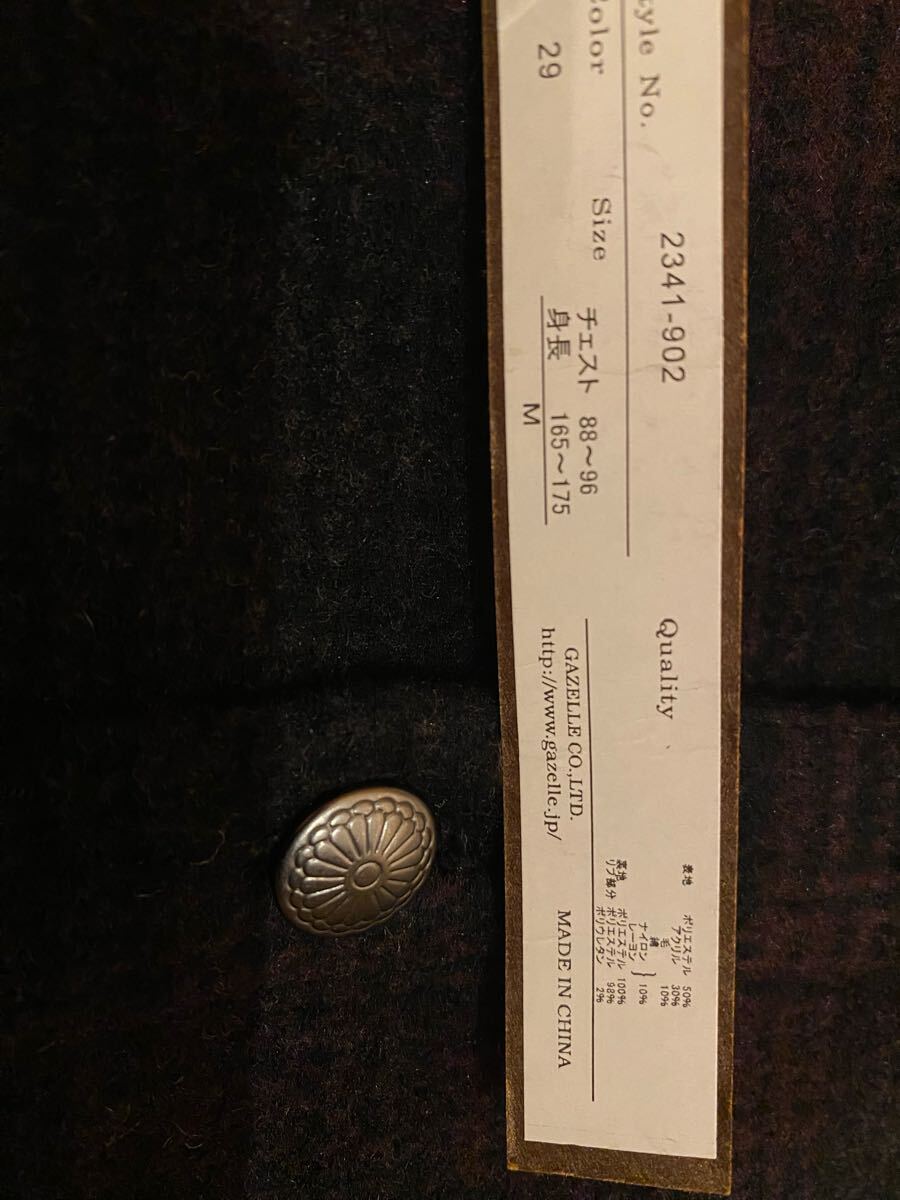 tyle No.
2341-902
Color
29
Size
チェスト 88～96
身長 165～175
M
Quality
表地 ポリエステル 50%
アクリル 30%
毛 10%
綿
ナイロン
レーヨン } 10%
裏地 ポリエステル 100%
リブ部分 ポリエステル 98%
ポリウレタン 2%
GAZELLE CO.,LTD.
http://www.gazelle.jp/
MADE IN CHINA